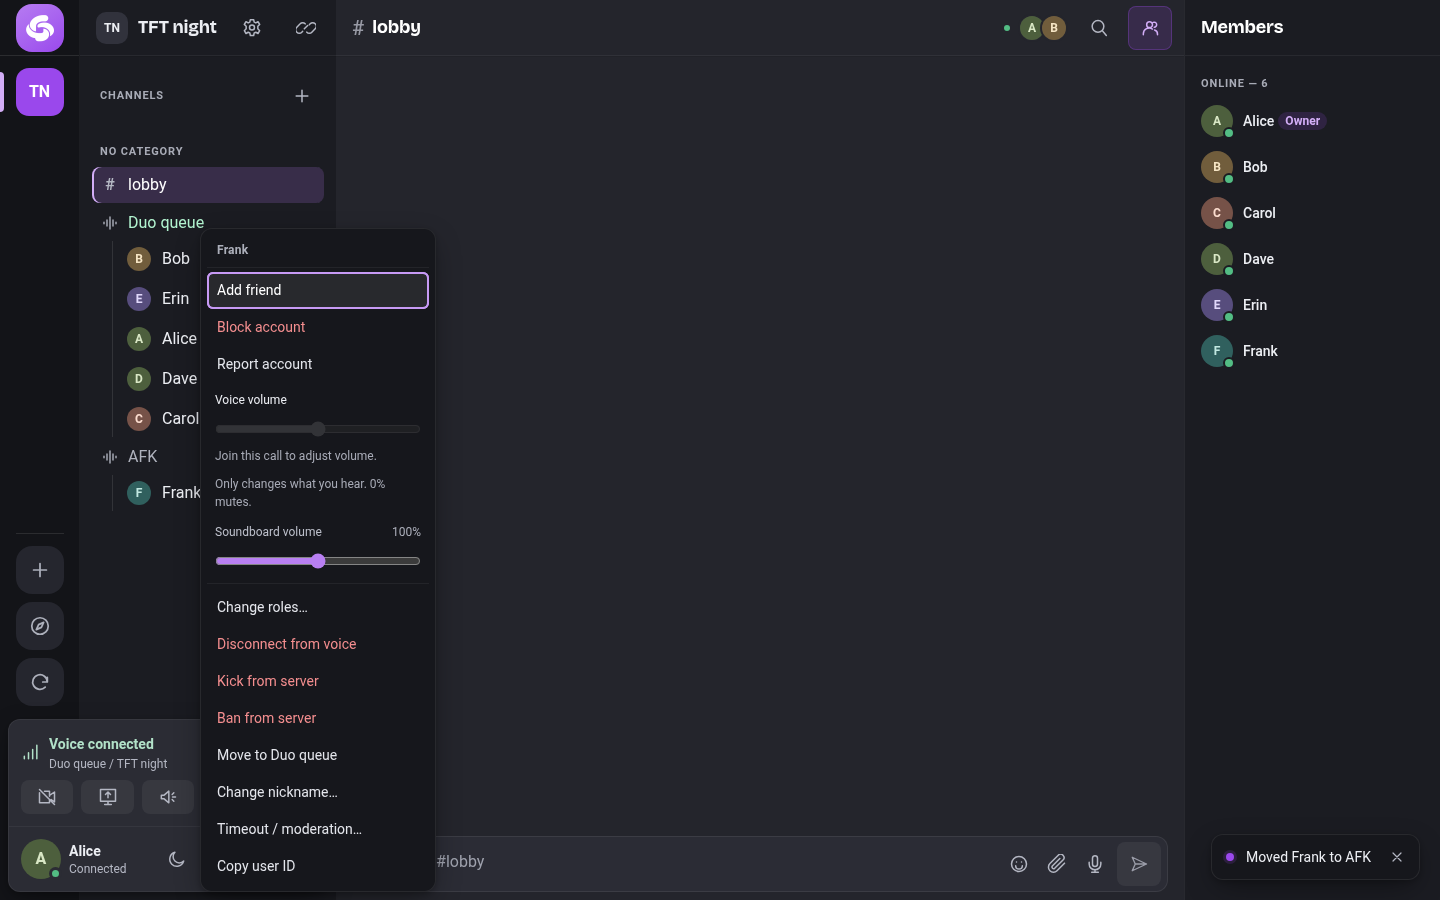 TN
TN
TFT night
# lobby
A
B
Members
CHANNELS
NO CATEGORY
# lobby
Duo queue
B
Bob
E
Erin
A
Alice
D
Dave
C
Carol
AFK
F
Frank
Frank
Add friend
Block account
Report account
Voice volume
Join this call to adjust volume.
Only changes what you hear. 0%
mutes.
Soundboard volume 100%
Change roles…
Disconnect from voice
Kick from server
Ban from server
Move to Duo queue
Change nickname…
Timeout / moderation…
Copy user ID
Voice connected
Duo queue / TFT night
A
Alice
Connected
#lobby
ONLINE — 6
A
Alice Owner
B
Bob
C
Carol
D
Dave
E
Erin
F
Frank
Moved Frank to AFK